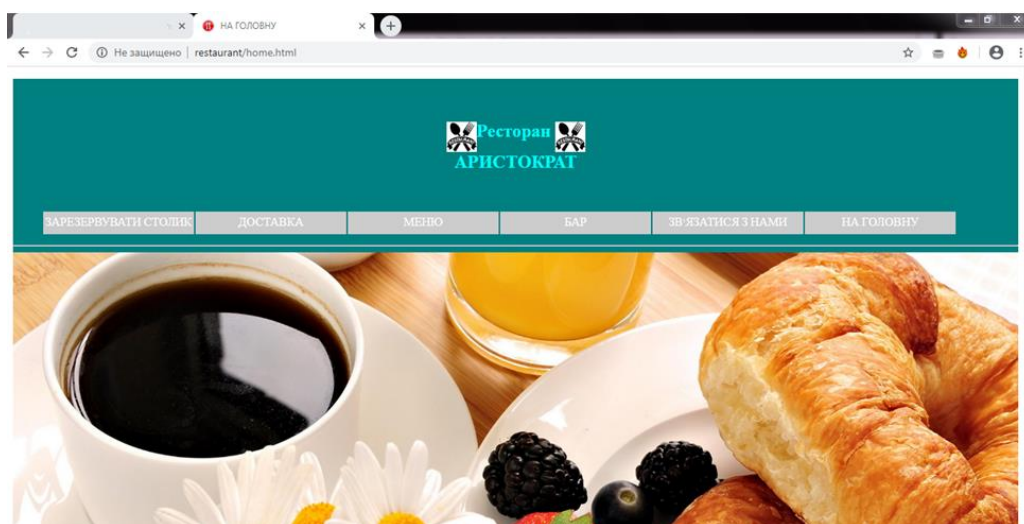 НА ГОЛОВНУ
Не защищено | restaurant/home.html
Ресторан
АРИСТОКРАТ
ЗАРЕЗЕРВУВАТИ СТОЛИК ДОСТАВКА МЕНЮ БАР ЗВ'ЯЗАТИСЯ З НАМИ НА ГОЛОВНУ